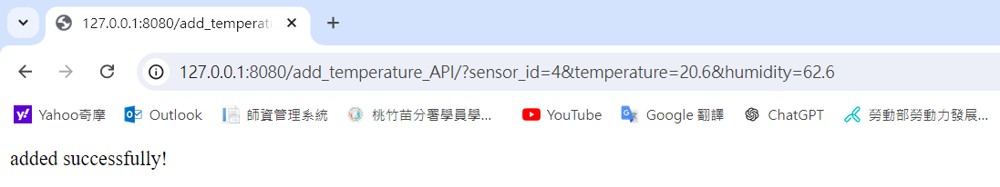 127.0.0.1:8080/add_temperat
127.0.0.1:8080/add_temperature_API/?sensor_id=4&temperature=20.6&humidity=62.6
Yahoo奇摩 Outlook 師資管理系統 桃竹苗分署學員學... YouTube Google 翻譯 ChatGPT 勞動部勞動力發展...
added successfully!